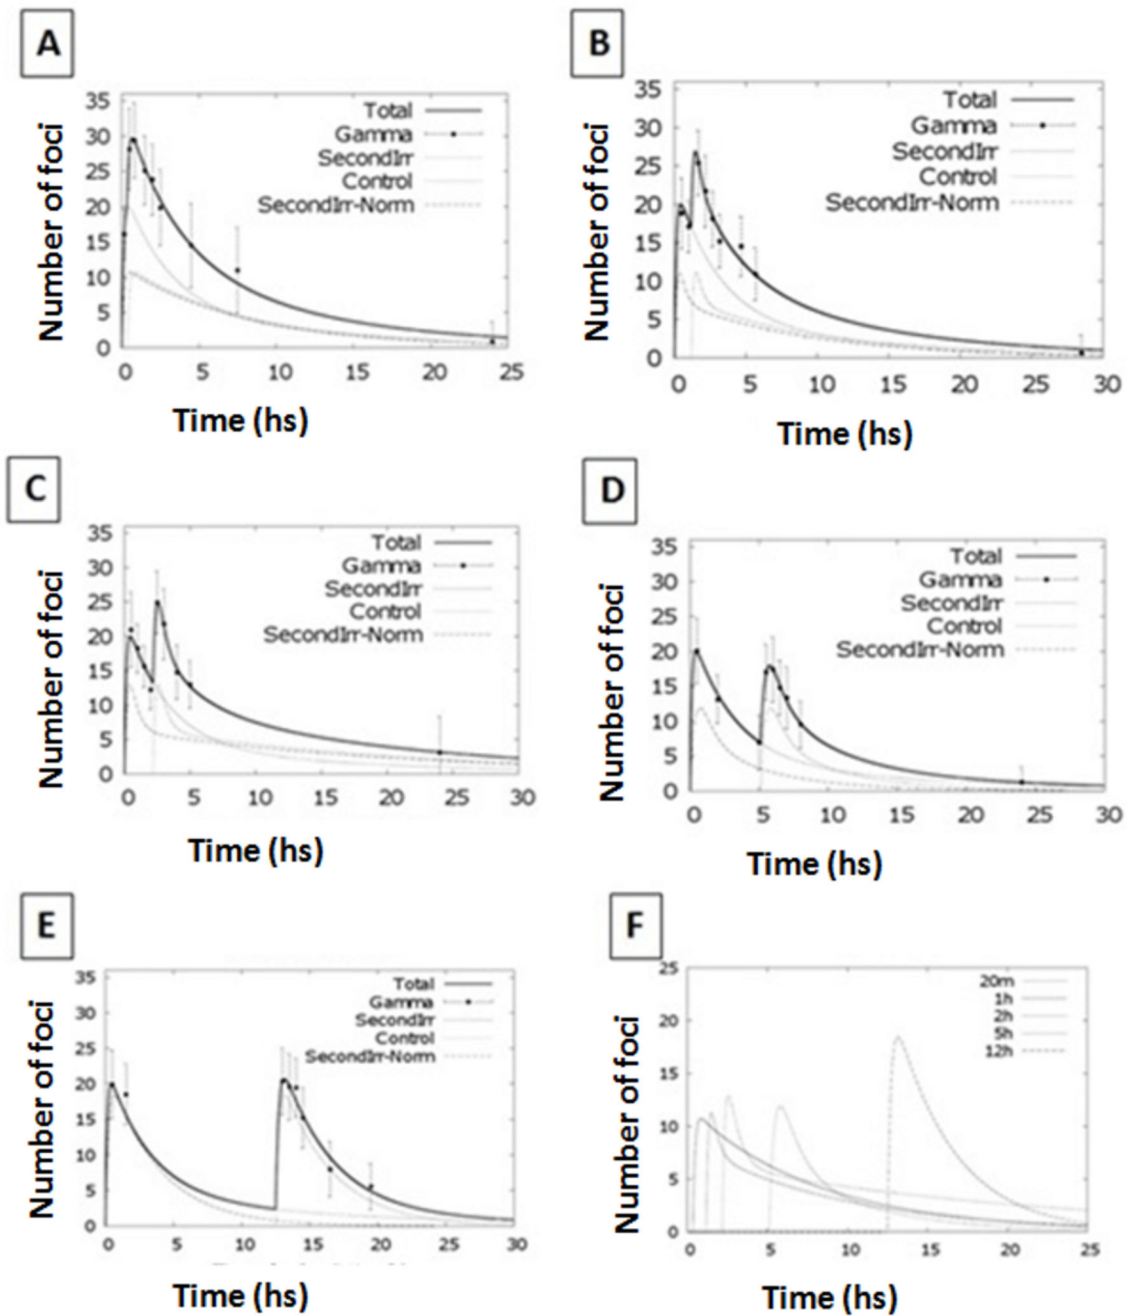 A
Number of foci
35
30
25
20
15
10
5
0
Total
Gamma
SecondIrr
Control
SecondIrr-Norm
0 5 10 15 20 25
Time (hs)
B
Number of foci
35
30
25
20
15
10
5
0
Total
Gamma
SecondIrr
Control
SecondIrr-Norm
0 5 10 15 20 25 30
Time (hs)
C
Number of foci
35
30
25
20
15
10
5
0
Total
Gamma
SecondIrr
Control
SecondIrr-Norm
0 5 10 15 20 25 30
Time (hs)
D
Number of foci
35
30
25
20
15
10
5
0
Total
Gamma
SecondIrr
Control
SecondIrr-Norm
0 5 10 15 20 25 30
Time (hs)
E
Number of foci
35
30
25
20
15
10
5
0
Total
Gamma
SecondIrr
Control
SecondIrr-Norm
0 5 10 15 20 25 30
Time (hs)
F
Number of foci
25
20
15
10
5
0
20m
1h
2h
5h
12h
0 5 10 15 20 25
Time (hs)